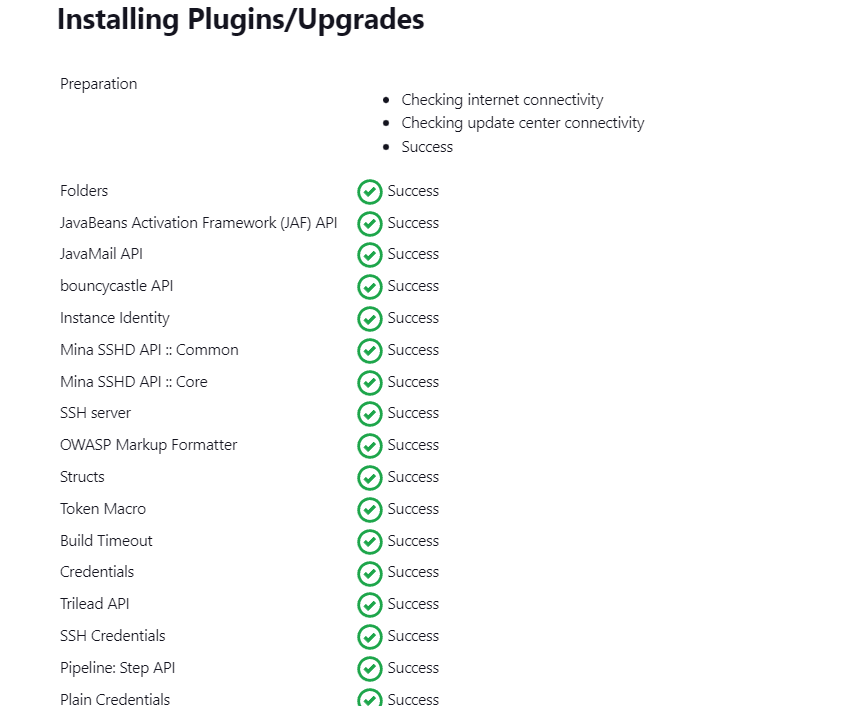 Installing Plugins/Upgrades
Preparation
Checking internet connectivity
Checking update center connectivity
Success
Folders Success
JavaBeans Activation Framework (JAF) API Success
JavaMail API Success
bouncycastle API Success
Instance Identity Success
Mina SSHD API :: Common Success
Mina SSHD API :: Core Success
SSH server Success
OWASP Markup Formatter Success
Structs Success
Token Macro Success
Build Timeout Success
Credentials Success
Trilead API Success
SSH Credentials Success
Pipeline: Step API Success
Plain Credentials Success